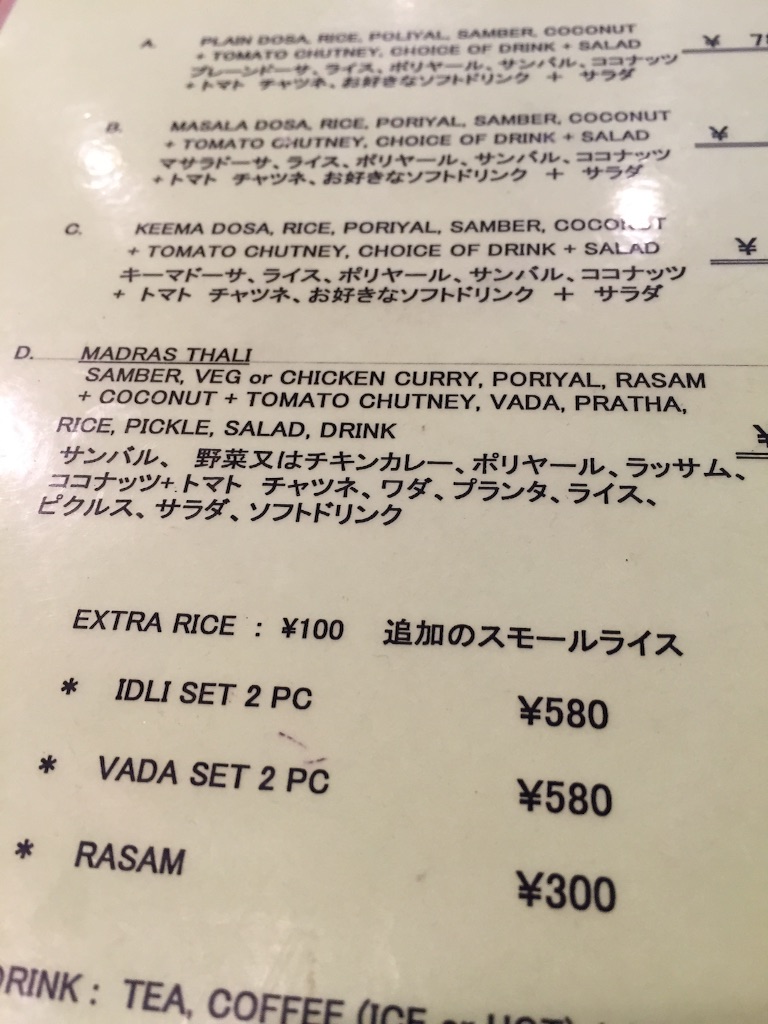 A. PLAIN DOSA, RICE, POLIYAL, SAMBER, COCONUT
+ TOMATO CHUTNEY, CHOICE OF DRINK + SALAD ¥
プレーンドーサ、ライス、ポリヤール、サンバル、ココナッツ
+ トマト チャツネ、お好きなソフトドリンク + サラダ
B. MASALA DOSA, RICE, PORIYAL, SAMBER, COCONUT
+ TOMATO CHUTNEY, CHOICE OF DRINK + SALAD ¥
マサラドーサ、ライス、ポリヤール、サンバル、ココナッツ
+ トマト チャツネ、お好きなソフトドリンク + サラダ
C. KEEMA DOSA, RICE, PORIYAL, SAMBER, COCONUT
+ TOMATO CHUTNEY, CHOICE OF DRINK + SALAD ¥
キーマドーサ、ライス、ポリヤール、サンバル、ココナッツ
+ トマト チャツネ、お好きなソフトドリンク + サラダ
D. MADRAS THALI
SAMBER, VEG or CHICKEN CURRY, PORIYAL, RASAM
+ COCONUT + TOMATO CHUTNEY, VADA, PRATHA,
RICE, PICKLE, SALAD, DRINK ¥
サンバル、 野菜又はチキンカレー、ポリヤール、ラッサム、
ココナッツ+トマト チャツネ、ワダ、プランタ、ライス、
ピクルス、サラダ、ソフトドリンク
EXTRA RICE : ¥100 追加のスモールライス
* IDLI SET 2 PC ¥580
* VADA SET 2 PC ¥580
* RASAM ¥300
DRINK : TEA, COFFEE (ICE or HOT)